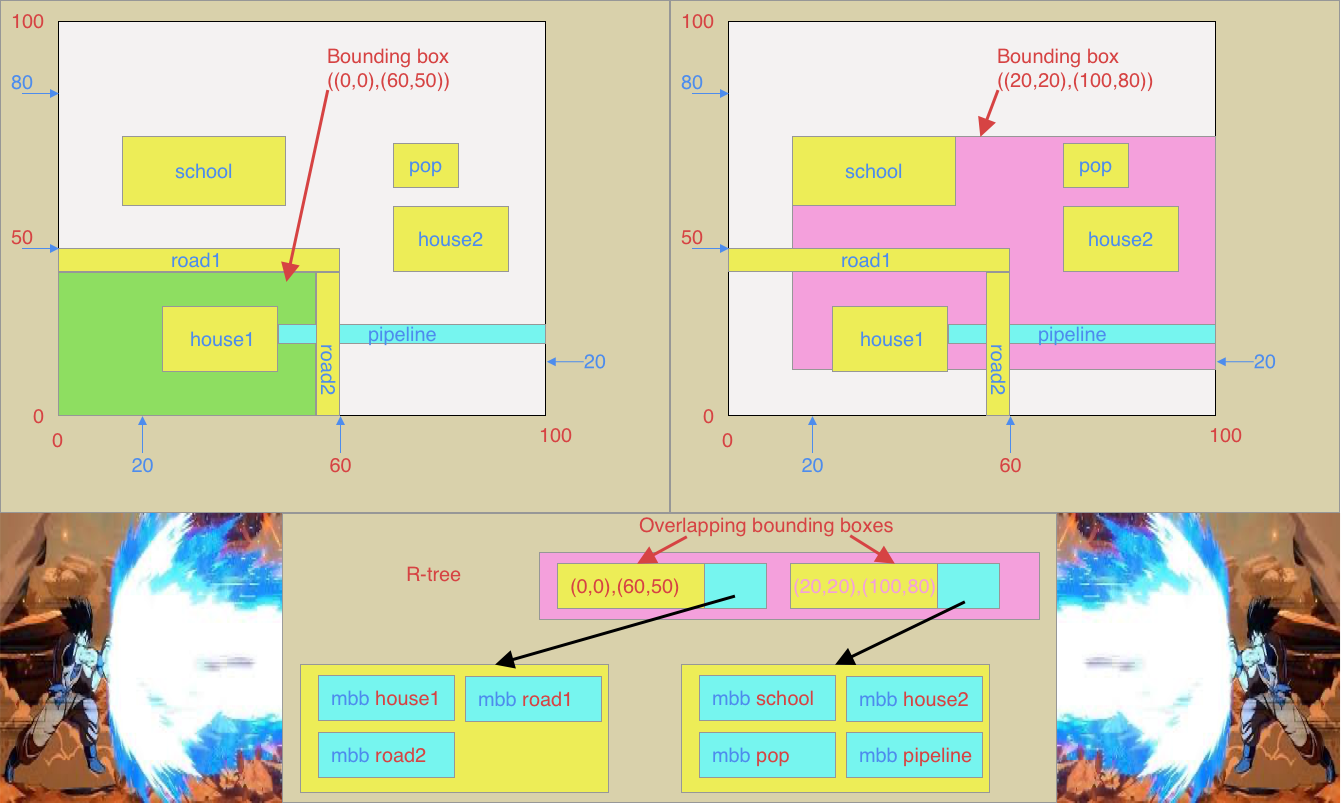 100
Bounding box
((0,0),(60,50))
80
school
pop
50
road1
house2
house1
pipeline
road2
20
0
0
20
60
100
100
Bounding box
((20,20),(100,80))
80
school
pop
50
road1
house2
house1
pipeline
road2
20
0
0
20
60
100
Overlapping bounding boxes
R-tree
(0,0),(60,50)
(20,20),(100,80)
mbb house1
mbb road1
mbb road2
mbb school
mbb house2
mbb pop
mbb pipeline